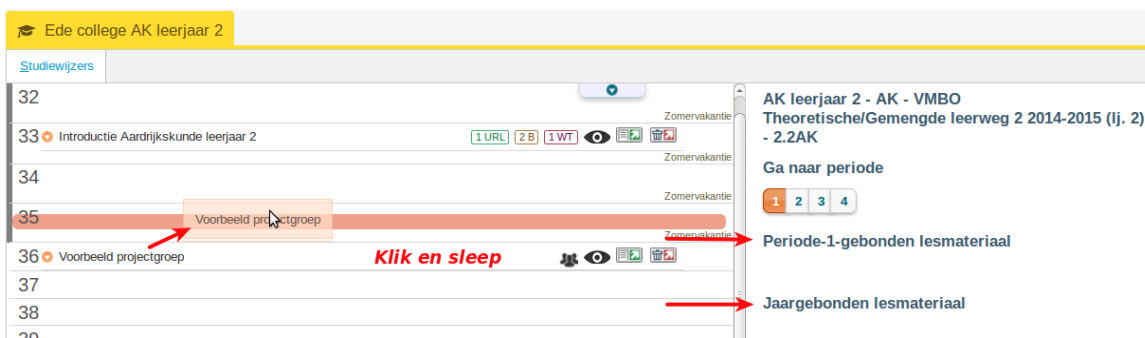 Ede college AK leerjaar 2
Studiewijzers
32
Zomervakantie
33 Introductie Aardrijkskunde leerjaar 2 1 URL 2 B 1 WT
Zomervakantie
34
Zomervakantie
35 Voorbeeld projectgroep
Zomervakantie
36 Voorbeeld projectgroep Klik en sleep
37
38
39
AK leerjaar 2 - AK - VMBO
Theoretische/Gemengde leerweg 2 2014-2015 (lj. 2)
- 2.2AK
Ga naar periode
1 2 3 4
Periode-1-gebonden lesmateriaal
Jaargebonden lesmateriaal